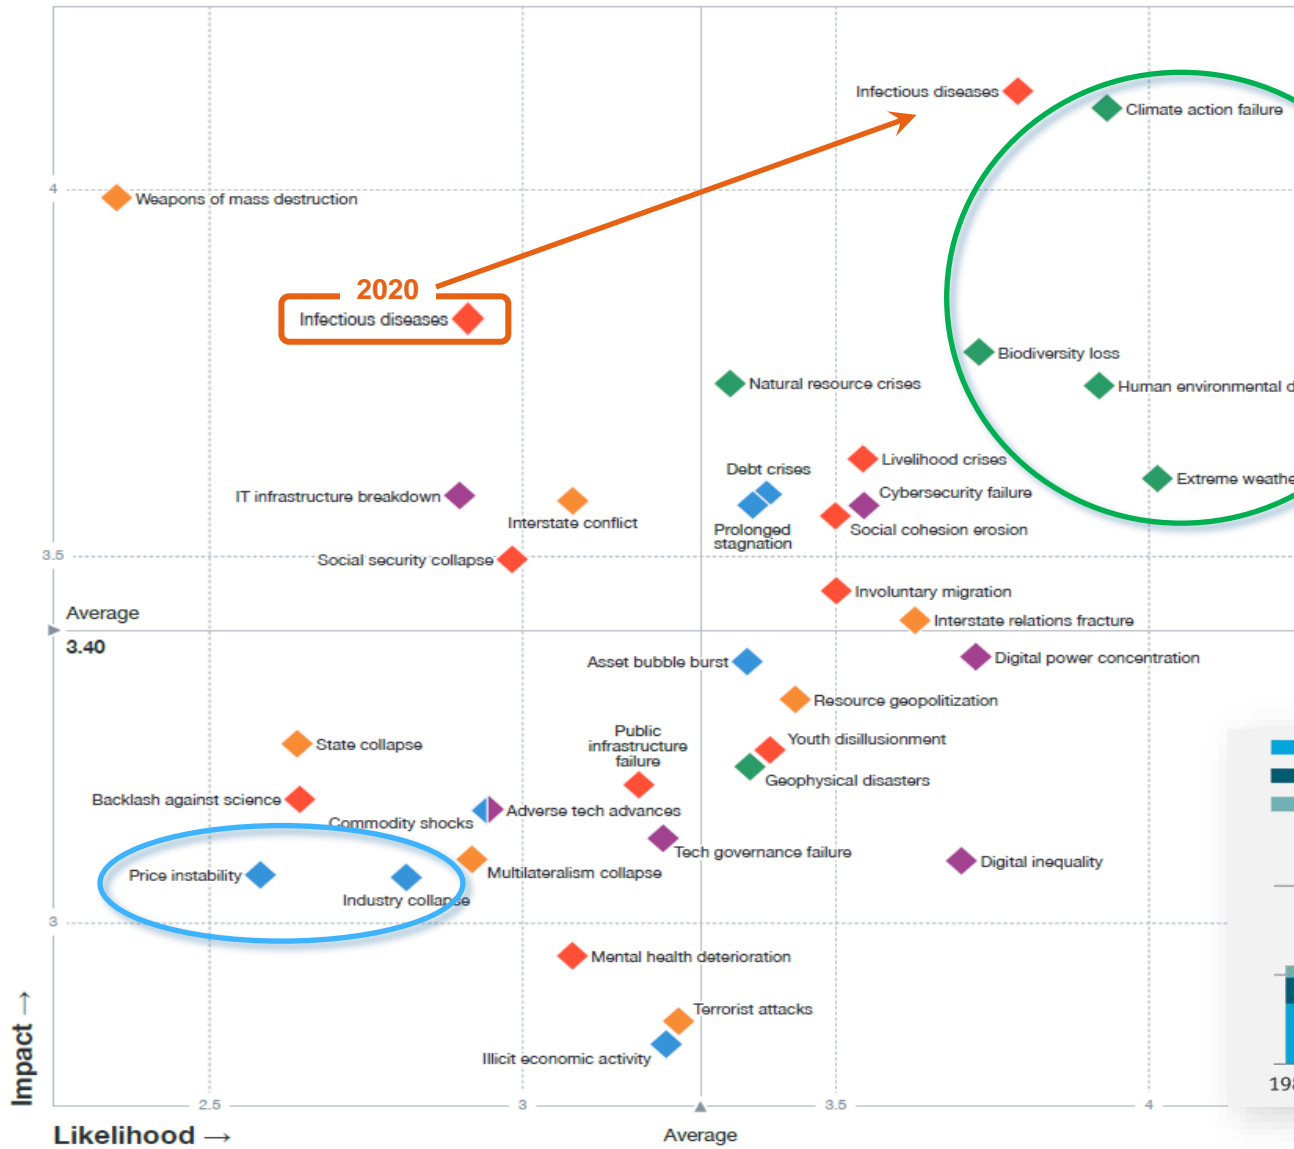 Infectious diseases
Climate action failure
4
Weapons of mass destruction
2020
Infectious diseases
Biodiversity loss
Natural resource crises
Human environmental d
Debt crises
Livelihood crises
Extreme weathe
IT infrastructure breakdown
Cybersecurity failure
Interstate conflict
Prolonged
stagnation
Social cohesion erosion
3.5
Social security collapse
Involuntary migration
Average
Interstate relations fracture
3.40
Asset bubble burst
Digital power concentration
Resource geopolitization
Public
infrastructure
failure
State collapse
Youth disillusionment
Geophysical disasters
Backlash against science
Commodity shocks
Adverse tech advances
Tech governance failure
Digital inequality
Price instability
Multilateralism collapse
Industry collapse
3
Mental health deterioration
Terrorist attacks
Illicit economic activity
Impact →
198
2.5
3
3.5
4
Likelihood →
Average